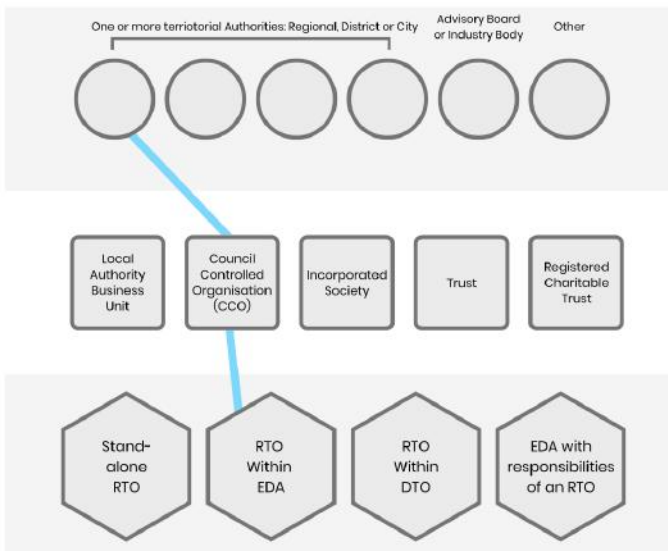 One or more terriotorial Authorities: Regional, District or City
Advisory Board
or Industry Body
Other
Local
Authority
Business
Unit
Council
Controlled
Organisation
(CCO)
Incorporated
Society
Trust
Registered
Charitable
Trust
Stand-
alone
RTO
RTO
Within
EDA
RTO
Within
DTO
EDA with
responsibilities
of an RTO